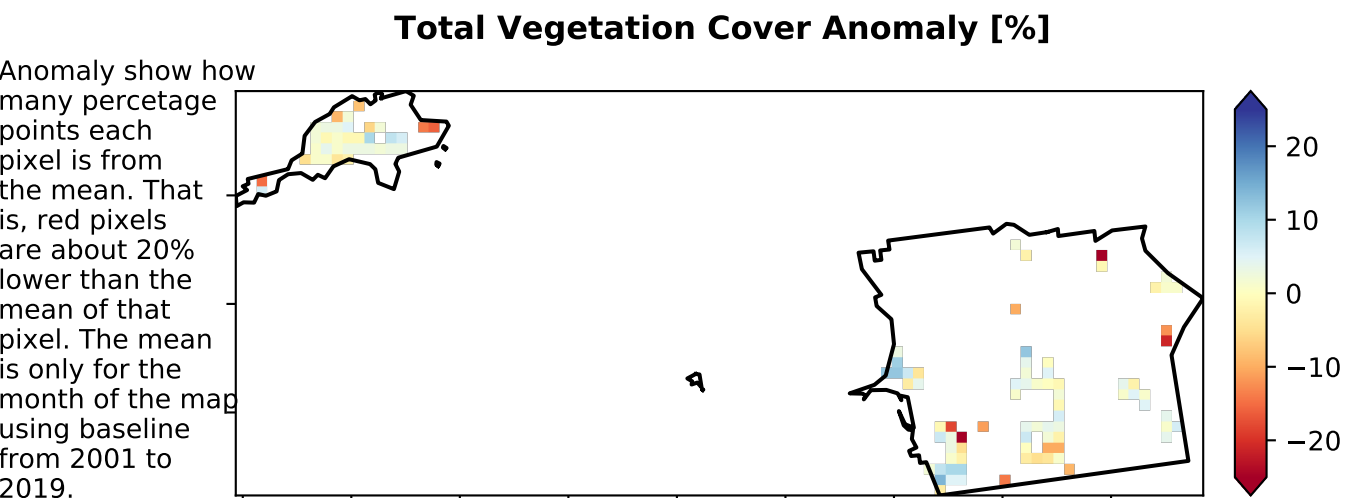 Total Vegetation Cover Anomaly [%]
Anomaly show how
many percetage
points each
pixel is from
the mean. That
is, red pixels
are about 20%
lower than the
mean of that
pixel. The mean
is only for the
month of the map
using baseline
from 2001 to
2019.
20
10
0
−10
−20